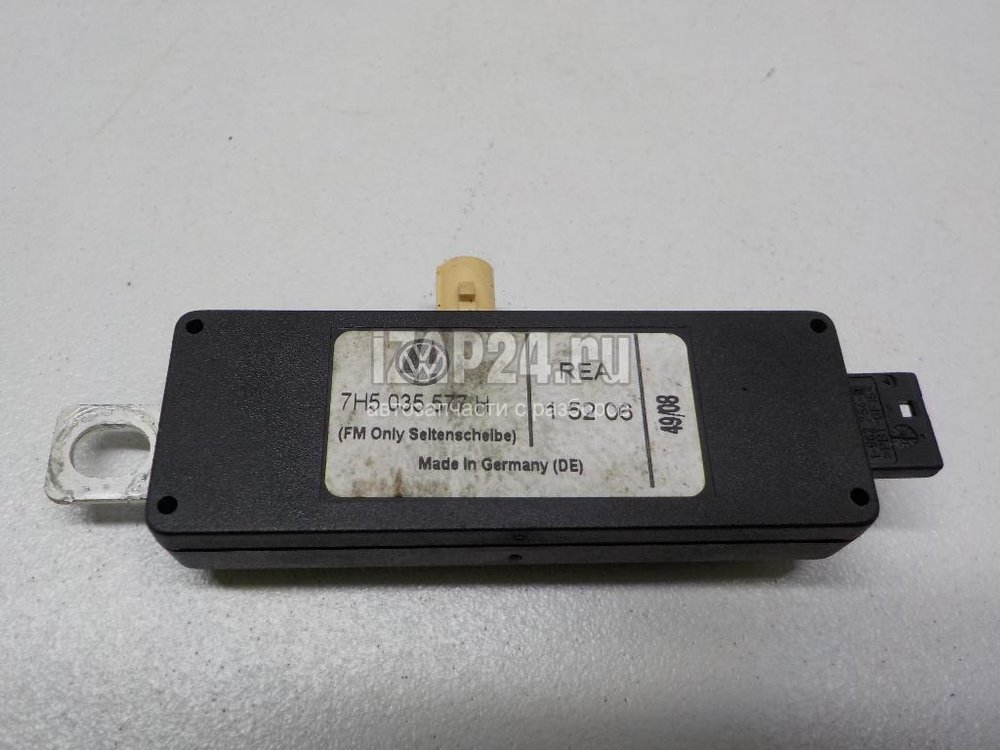 iZAP24.ru
автозапчасти с разборов
7H5 035 577 H
(FM Only Seitenscheibe)
Made in Germany (DE)
REA
1 52 06
49/08